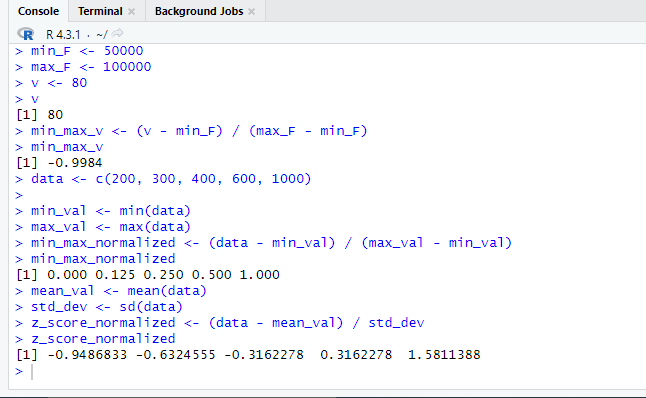 Console Terminal × Background Jobs ×
R R 4.3.1 · ~/
> min_F <- 50000
> max_F <- 100000
> v <- 80
> v
[1] 80
> min_max_v <- (v - min_F) / (max_F - min_F)
> min_max_v
[1] -0.9984
> data <- c(200, 300, 400, 600, 1000)
>
> min_val <- min(data)
> max_val <- max(data)
> min_max_normalized <- (data - min_val) / (max_val - min_val)
> min_max_normalized
[1] 0.000 0.125 0.250 0.500 1.000
> mean_val <- mean(data)
> std_dev <- sd(data)
> z_score_normalized <- (data - mean_val) / std_dev
> z_score_normalized
[1] -0.9486833 -0.6324555 -0.3162278  0.3162278  1.5811388
>